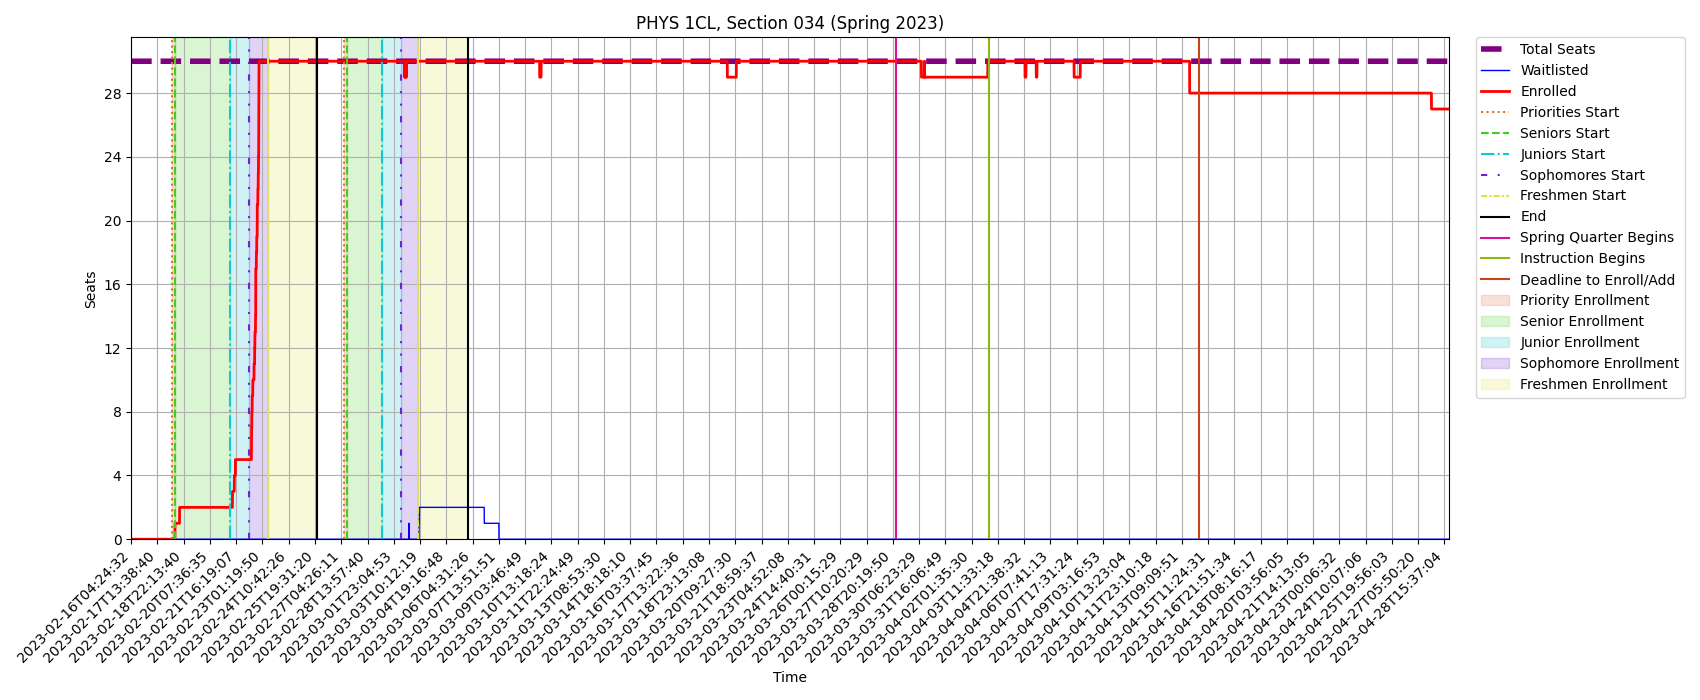 PHYS 1CL, Section 034 (Spring 2023)
Seats
28
24
20
16
12
8
4
0
2023-02-16T04:24:32
2023-02-17T13:38:40
2023-02-18T22:13:40
2023-02-20T07:36:35
2023-02-21T16:19:07
2023-02-23T01:19:50
2023-02-24T10:42:20
2023-02-25T19:31:20
2023-02-27T04:26:11
2023-02-28T13:57:40
2023-03-01T23:04:53
2023-03-03T10:12:19
2023-03-04T19:16:48
2023-03-06T04:31:26
2023-03-07T13:51:51
2023-03-09T03:46:49
2023-03-10T13:18:24
2023-03-11T22:24:49
2023-03-13T08:53:30
2023-03-14T18:18:10
2023-03-16T03:37:45
2023-03-17T13:22:36
2023-03-18T23:13:08
2023-03-20T09:27:30
2023-03-21T18:59:37
2023-03-23T04:52:08
2023-03-24T14:40:31
2023-03-26T00:15:29
2023-03-27T10:20:29
2023-03-28T20:19:50
2023-03-30T06:23:29
2023-03-31T16:06:49
2023-04-02T01:35:30
2023-04-03T11:33:18
2023-04-04T21:38:32
2023-04-06T07:41:13
2023-04-07T17:31:24
2023-04-09T03:16:53
2023-04-10T13:23:04
2023-04-11T23:10:18
2023-04-13T09:09:51
2023-04-15T11:24:31
2023-04-16T21:51:34
2023-04-18T08:16:17
2023-04-20T03:56:05
2023-04-21T14:13:05
2023-04-23T00:06:32
2023-04-24T10:07:06
2023-04-25T19:56:03
2023-04-27T05:50:20
2023-04-28T15:37:04
Time
Total Seats
Waitlisted
Enrolled
Priorities Start
Seniors Start
Juniors Start
Sophomores Start
Freshmen Start
End
Spring Quarter Begins
Instruction Begins
Deadline to Enroll/Add
Priority Enrollment
Senior Enrollment
Junior Enrollment
Sophomore Enrollment
Freshmen Enrollment